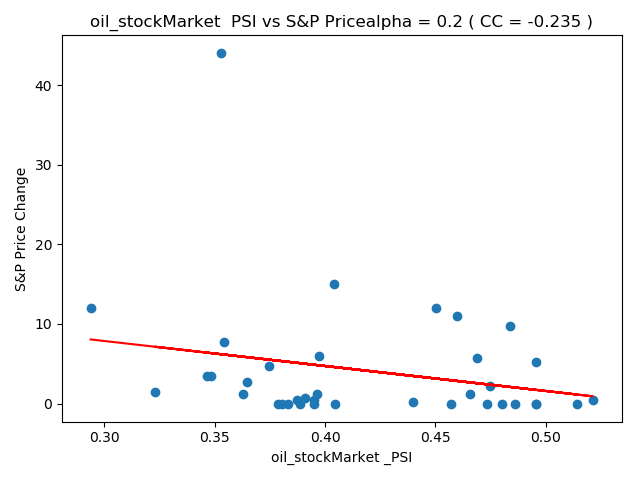 oil_stockMarket  PSI vs S&P Pricealpha = 0.2 ( CC = -0.235 )
S&P Price Change
40
30
20
10
0
0.30 0.35 0.40 0.45 0.50
oil_stockMarket _PSI